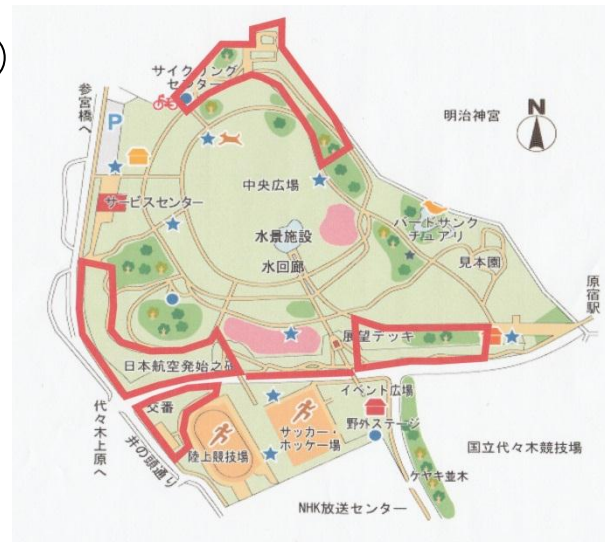 サイクリング
センター
参宮橋へ
明治神宮
N
P
中央広場
サービスセンター
バードサンク
チュアリ
水景施設
水回廊
見本園
原宿駅
展望デッキ
日本航空発始之碑
イベント広場
交番
野外ステージ
サッカー・
ホッケー場
代々木上原へ
井の頭通り
陸上競技場
国立代々木競技場
ケヤキ並木
NHK放送センター